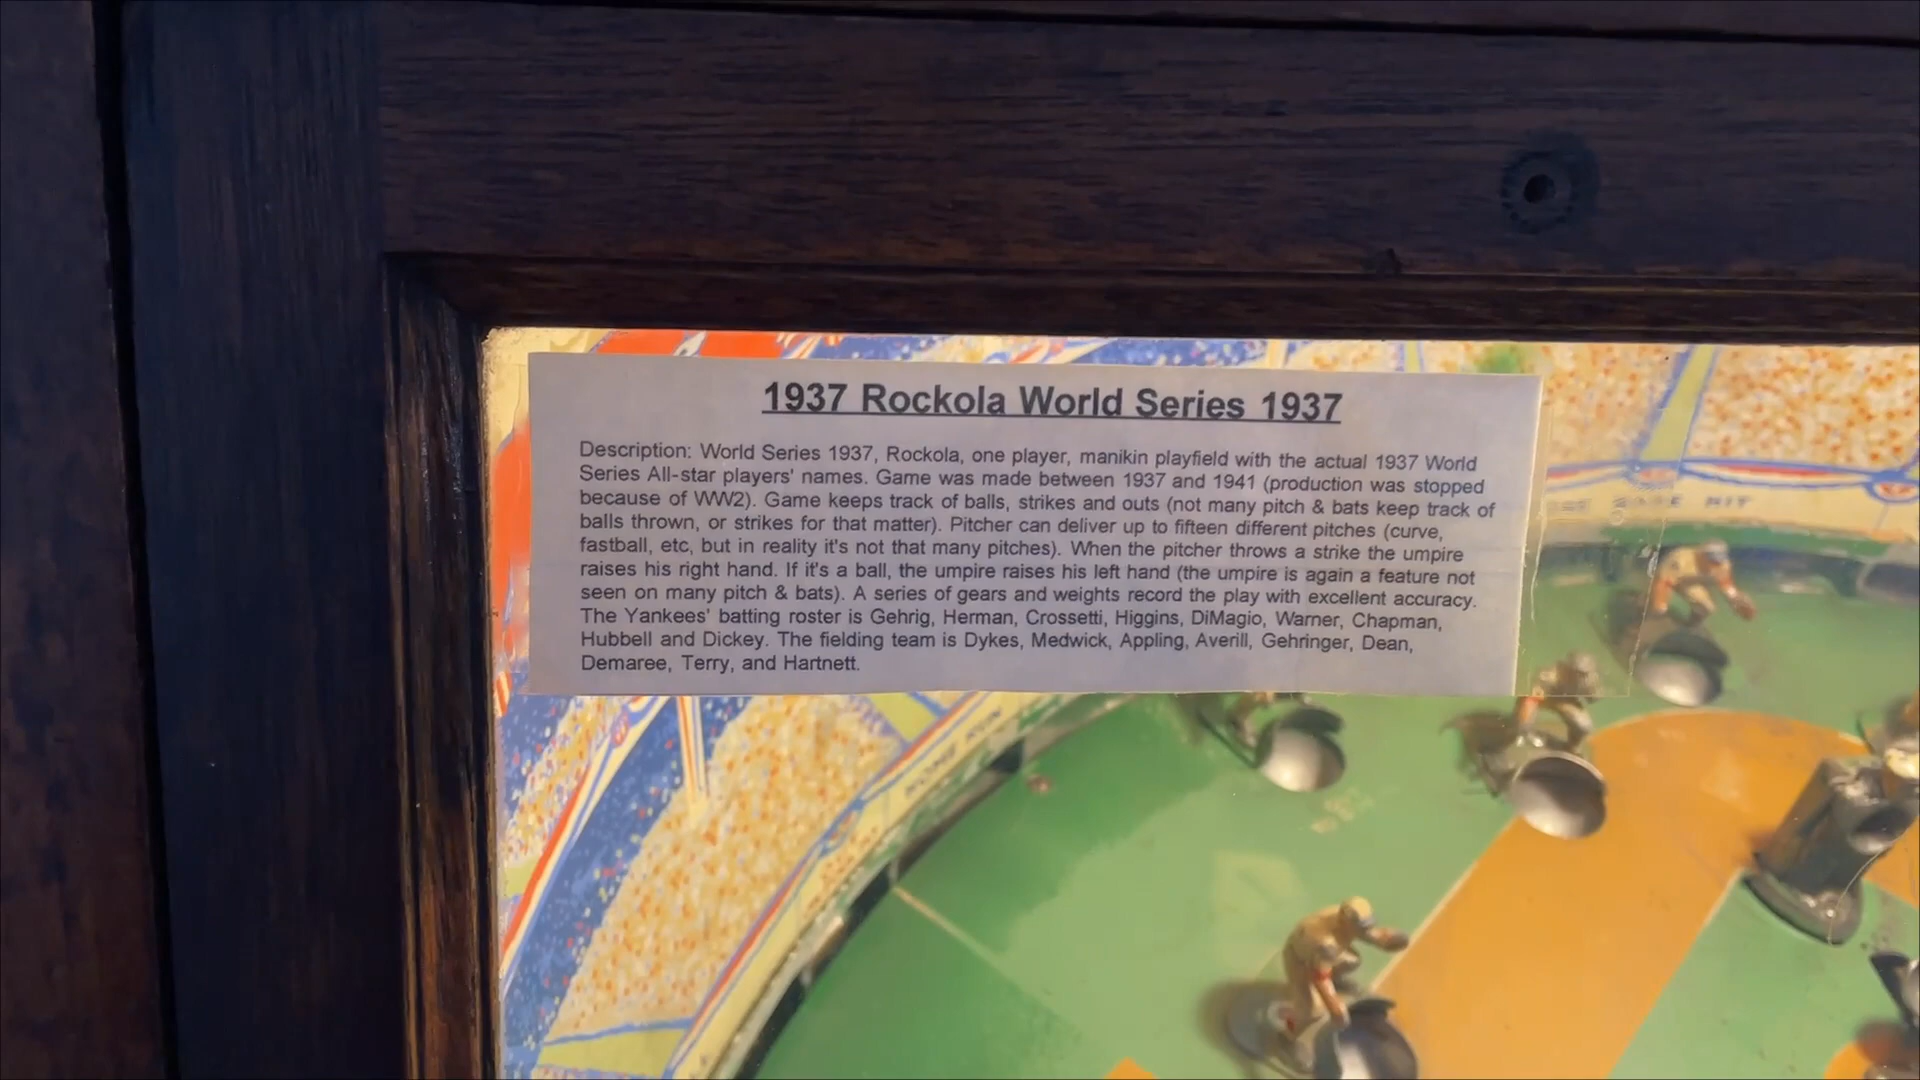 1937 Rockola World Series 1937
Description: World Series 1937, Rockola, one player, manikin playfield with the actual 1937 World
Series All-star players' names. Game was made between 1937 and 1941 (production was stopped
because of WW2). Game keeps track of balls, strikes and outs (not many pitch & bats keep track of
balls thrown, or strikes for that matter). Pitcher can deliver up to fifteen different pitches (curve,
fastball, etc, but in reality it's not that many pitches). When the pitcher throws a strike the umpire
raises his right hand. If it's a ball, the umpire raises his left hand (the umpire is again a feature not
seen on many pitch & bats). A series of gears and weights record the play with excellent accuracy.
The Yankees' batting roster is Gehrig, Herman, Crossetti, Higgins, DiMagio, Warner, Chapman,
Hubbell and Dickey. The fielding team is Dykes, Medwick, Appling, Averill, Gehringer, Dean,
Demaree, Terry, and Hartnett.
BASE HIT
HOME RUN